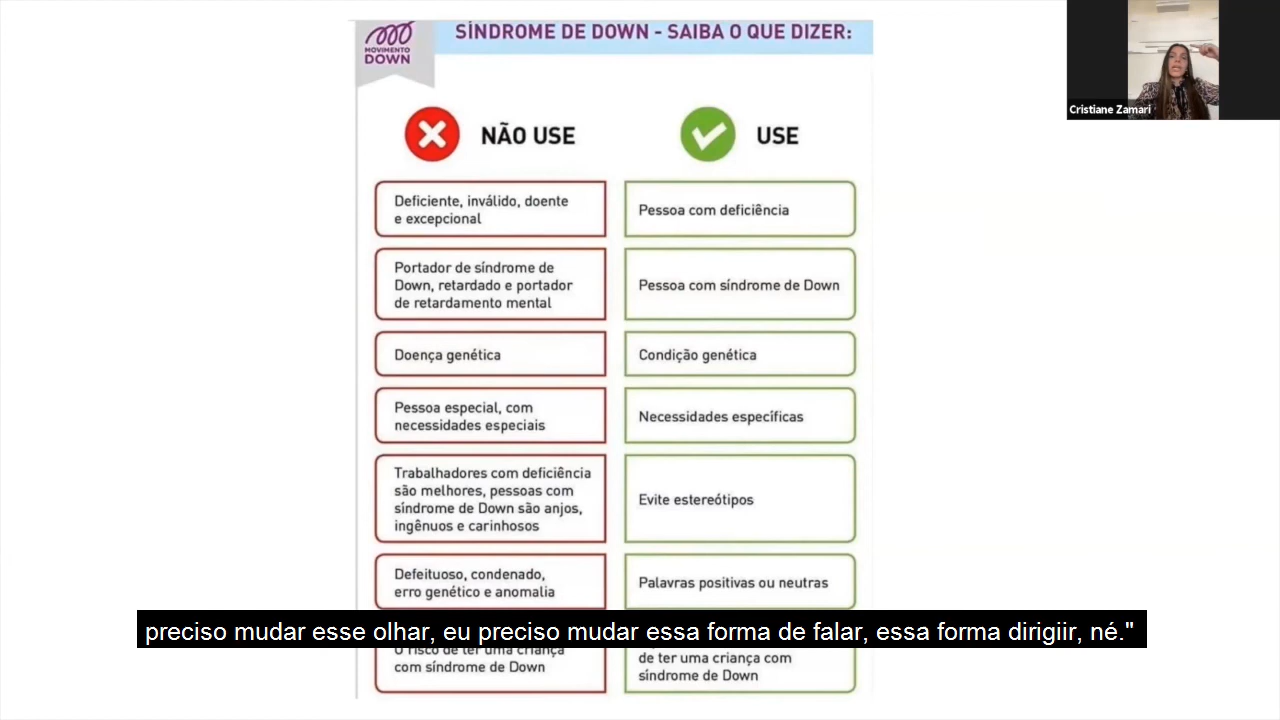 MOVIMENTO
DOWN
SÍNDROME DE DOWN - SAIBA O QUE DIZER:
Cristiane Zamari
NÃO USE
USE
Deficiente, inválido, doente
e excepcional
Pessoa com deficiência
Portador de síndrome de
Down, retardado e portador
de retardamento mental
Pessoa com síndrome de Down
Doença genética
Condição genética
Pessoa especial, com
necessidades especiais
Necessidades específicas
Trabalhadores com deficiência
são melhores, pessoas com
síndrome de Down são anjos,
ingênuos e carinhosos
Evite estereótipos
Defeituoso, condenado,
erro genético e anomalia
Palavras positivas ou neutras
O risco de ter uma criança
com síndrome de Down
de ter uma criança com
síndrome de Down
preciso mudar esse olhar, eu preciso mudar essa forma de falar, essa forma dirigiir, né."